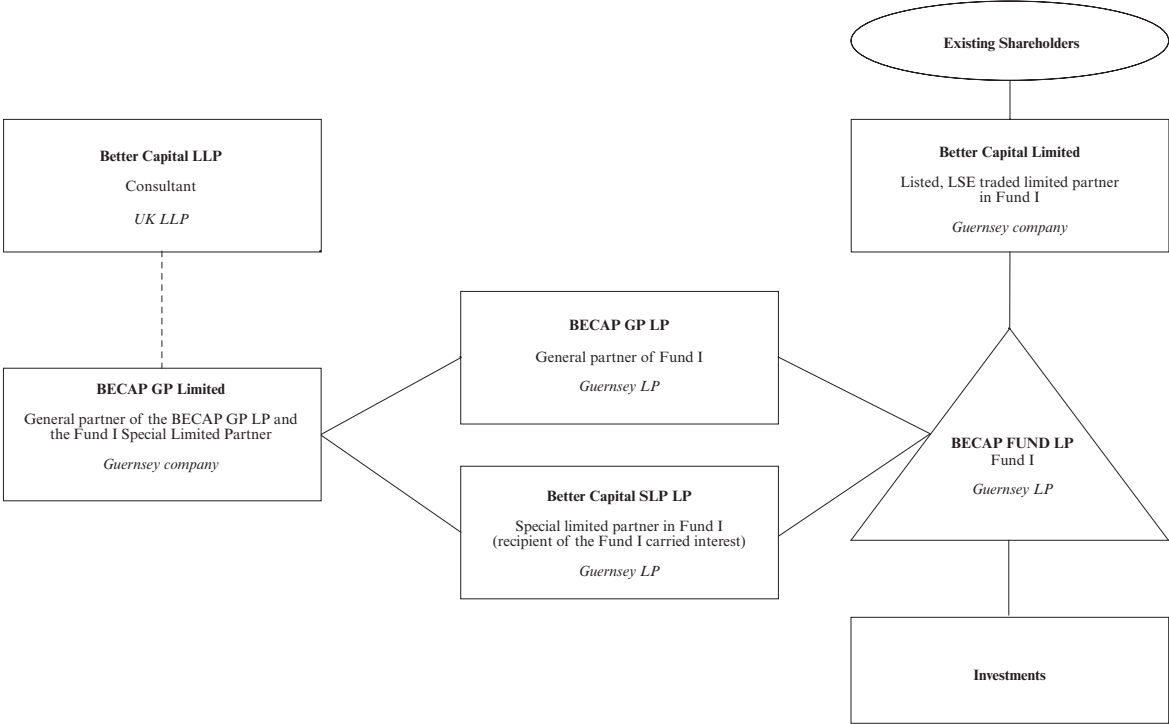 Existing Shareholders
Better Capital LLP
Consultant
UK LLP
Better Capital Limited
Listed, LSE traded limited partner
in Fund I
Guernsey company
BECAP GP LP
General partner of Fund I
Guernsey LP
BECAP GP Limited
General partner of the BECAP GP LP and
the Fund I Special Limited Partner
Guernsey company
BECAP FUND LP
Fund I
Guernsey LP
Better Capital SLP LP
Special limited partner in Fund I
(recipient of the Fund I carried interest)
Guernsey LP
Investments